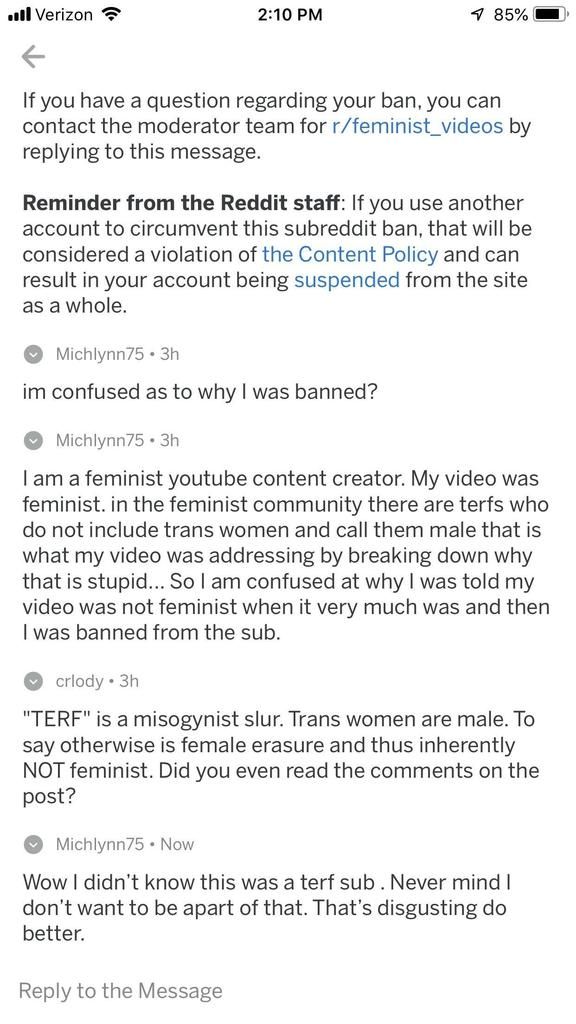 Verizon 2:10 PM 85%
If you have a question regarding your ban, you can
contact the moderator team for r/feminist_videos by
replying to this message.
Reminder from the Reddit staff: If you use another
account to circumvent this subreddit ban, that will be
considered a violation of the Content Policy and can
result in your account being suspended from the site
as a whole.
Michlynn75 • 3h
im confused as to why I was banned?
Michlynn75 • 3h
I am a feminist youtube content creator. My video was
feminist. in the feminist community there are terfs who
do not include trans women and call them male that is
what my video was addressing by breaking down why
that is stupid... So I am confused at why I was told my
video was not feminist when it very much was and then
I was banned from the sub.
crlody • 3h
"TERF" is a misogynist slur. Trans women are male. To
say otherwise is female erasure and thus inherently
NOT feminist. Did you even read the comments on the
post?
Michlynn75 • Now
Wow I didn't know this was a terf sub . Never mind I
don't want to be apart of that. That's disgusting do
better.
Reply to the Message